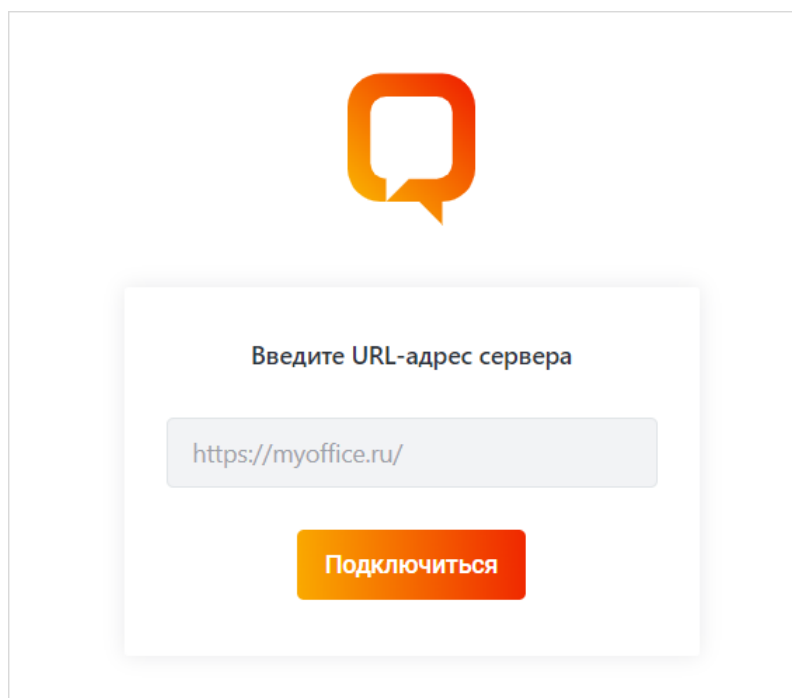 Введите URL-адрес сервера
https://myoffice.ru/
Подключиться